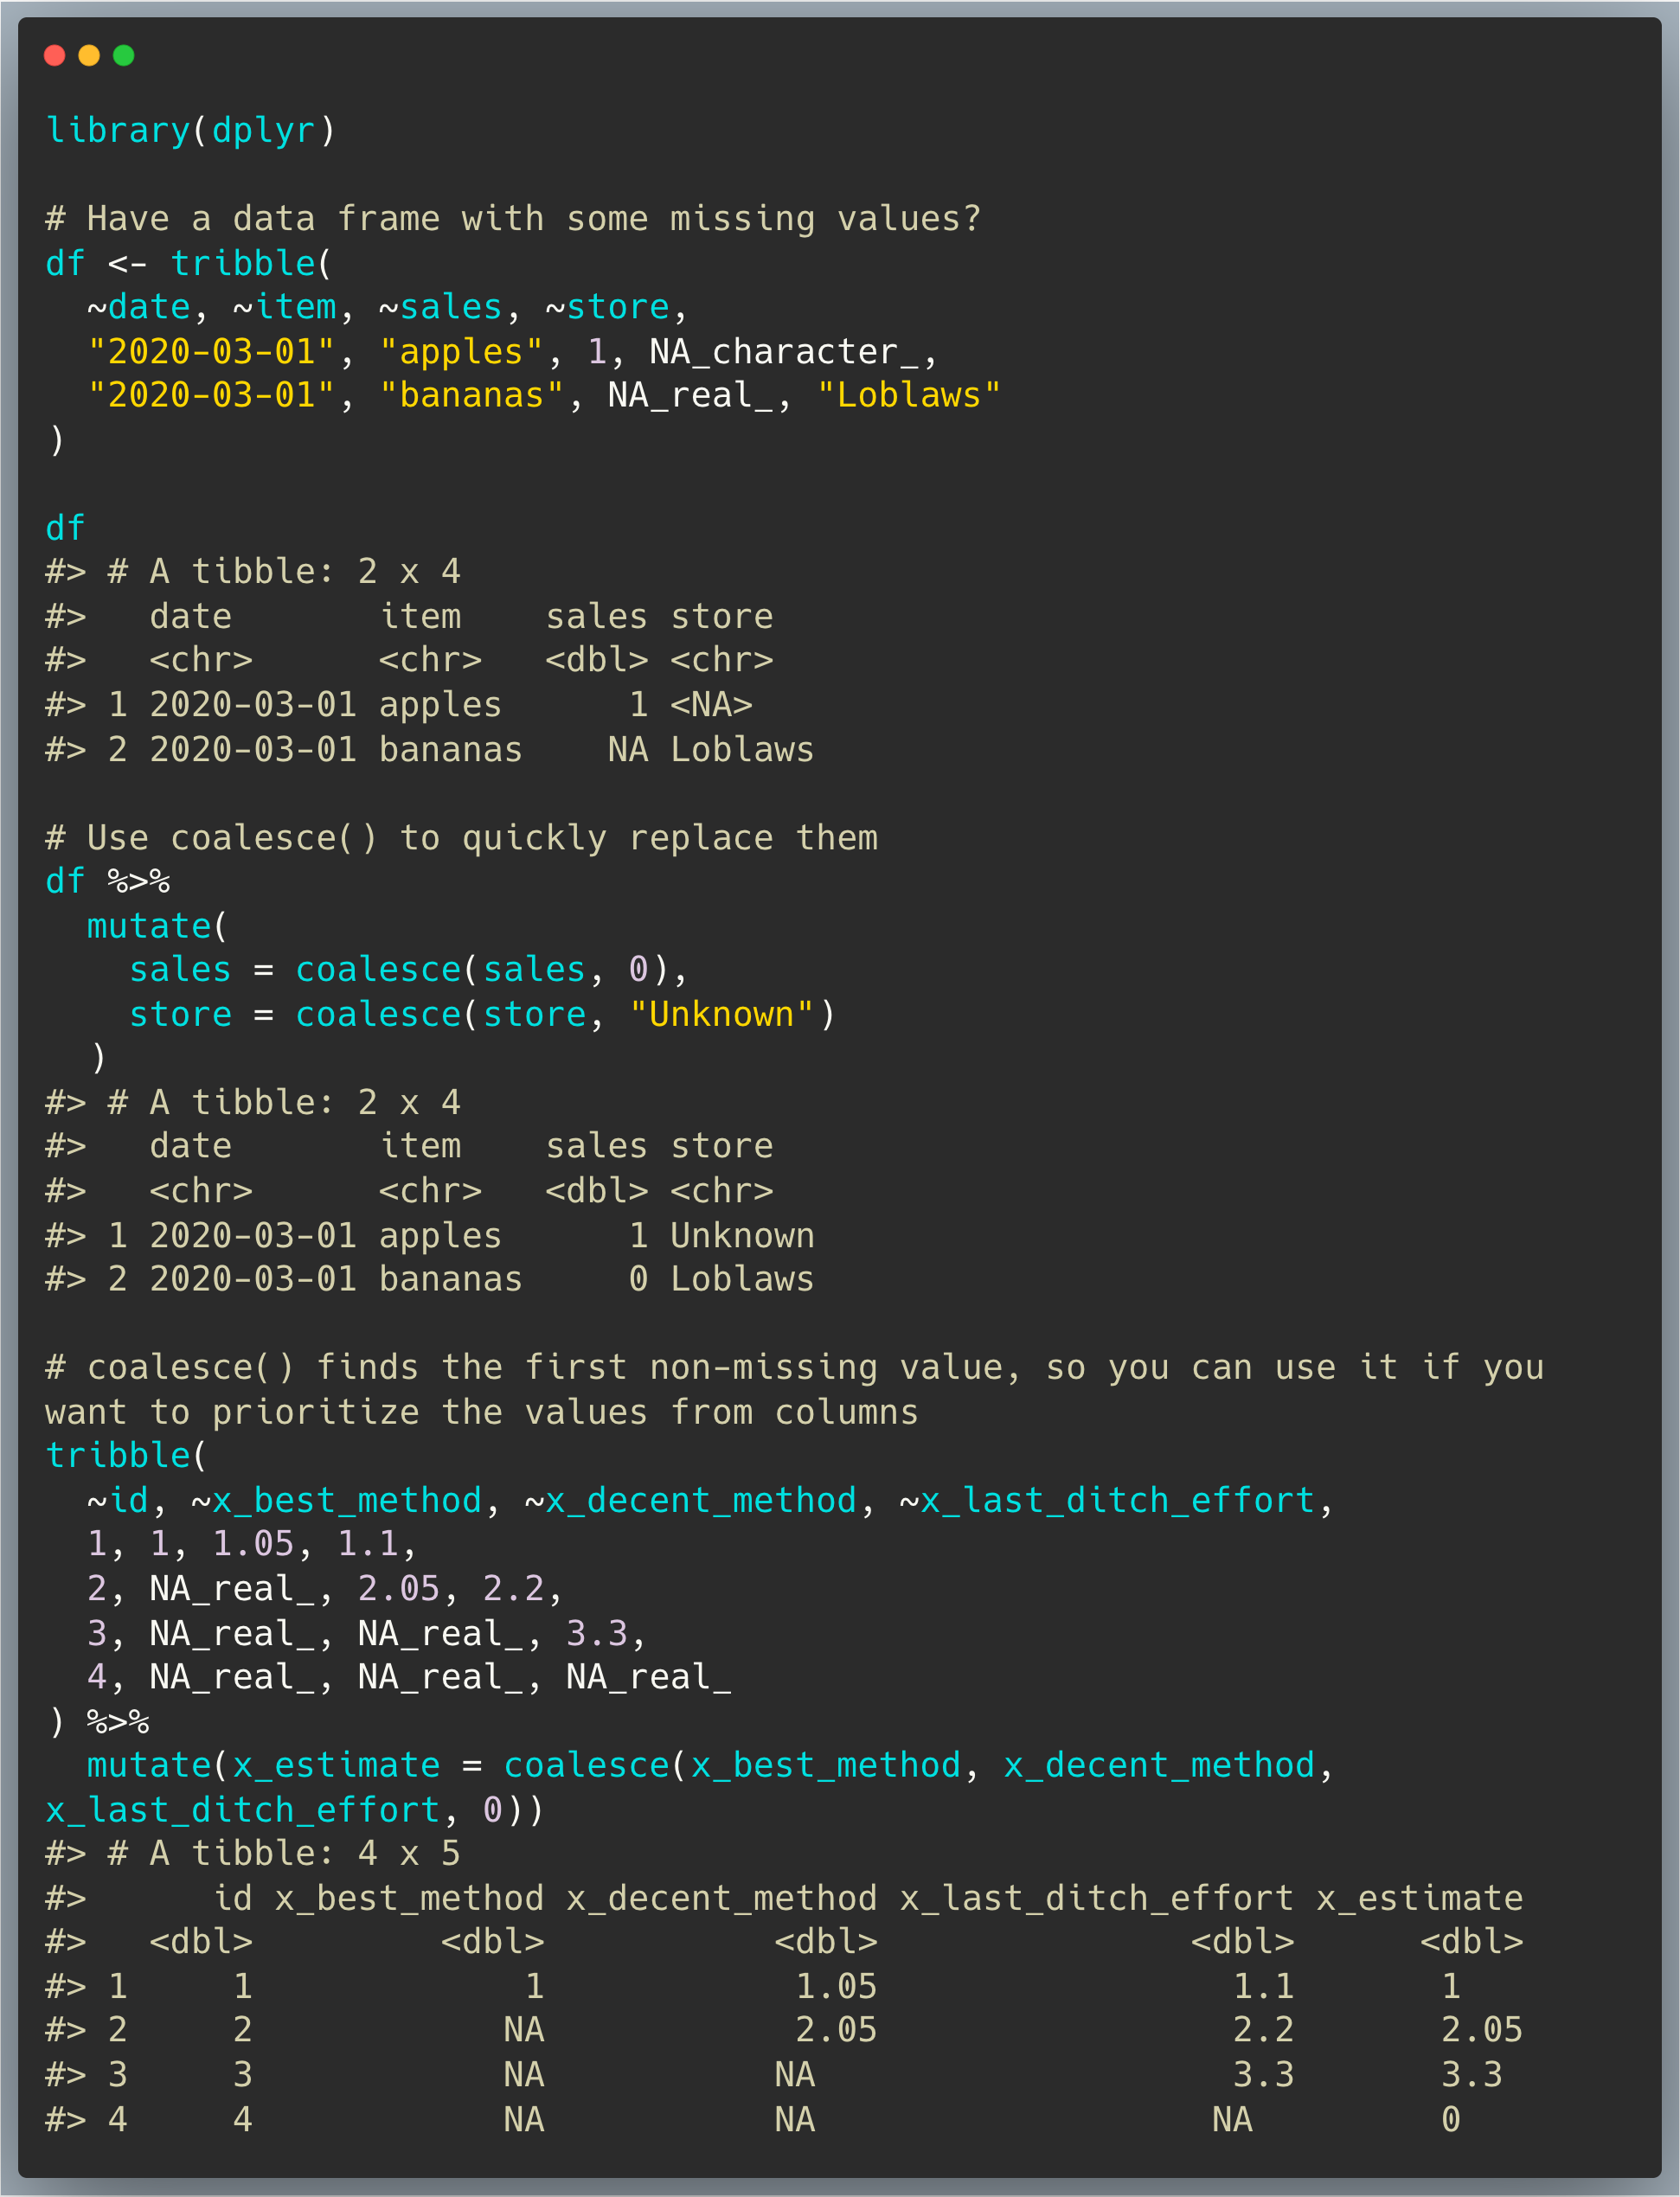 library(dplyr)

# Have a data frame with some missing values?
df <- tribble(
  ~date, ~item, ~sales, ~store,
  "2020-03-01", "apples", 1, NA_character_,
  "2020-03-01", "bananas", NA_real_, "Loblaws"
)

df
#> # A tibble: 2 x 4
#>   date       item    sales store
#>   <chr>      <chr>   <dbl> <chr>
#> 1 2020-03-01 apples      1 <NA>
#> 2 2020-03-01 bananas    NA Loblaws

# Use coalesce() to quickly replace them
df %>%
  mutate(
    sales = coalesce(sales, 0),
    store = coalesce(store, "Unknown")
  )
#> # A tibble: 2 x 4
#>   date       item    sales store
#>   <chr>      <chr>   <dbl> <chr>
#> 1 2020-03-01 apples      1 Unknown
#> 2 2020-03-01 bananas     0 Loblaws

# coalesce() finds the first non-missing value, so you can use it if you
want to prioritize the values from columns
tribble(
  ~id, ~x_best_method, ~x_decent_method, ~x_last_ditch_effort,
  1, 1, 1.05, 1.1,
  2, NA_real_, 2.05, 2.2,
  3, NA_real_, NA_real_, 3.3,
  4, NA_real_, NA_real_, NA_real_
) %>%
  mutate(x_estimate = coalesce(x_best_method, x_decent_method,
x_last_ditch_effort, 0))
#> # A tibble: 4 x 5
#>      id x_best_method x_decent_method x_last_ditch_effort x_estimate
#>   <dbl>         <dbl>           <dbl>               <dbl>      <dbl>
#> 1     1             1            1.05                 1.1       1
#> 2     2            NA            2.05                 2.2       2.05
#> 3     3            NA           NA                    3.3       3.3
#> 4     4            NA           NA                   NA         0